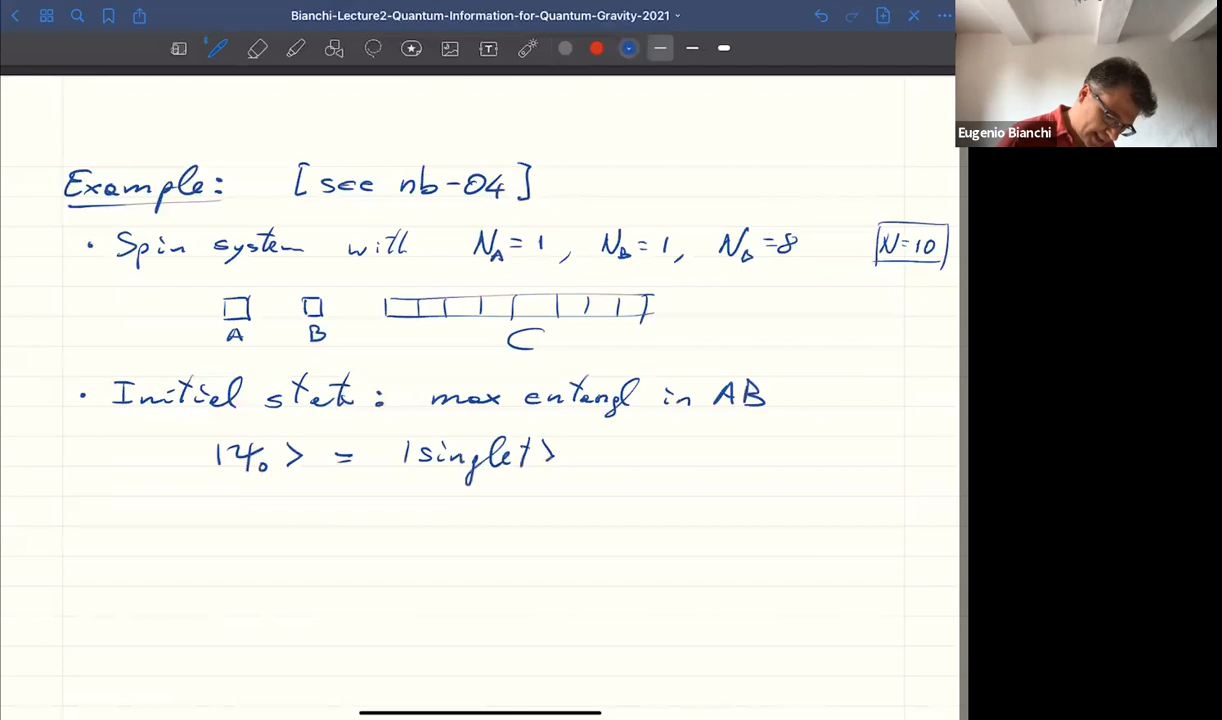 Bianchi-Lecture2-Quantum-Information-for-Quantum-Gravity-2021
Eugenio Bianchi
Example: [see nb-04]
• Spin system with N_A = 1, N_B = 1, N_B = 8 N=10
A B C
• Initial state: max entangl in AB
|ψ₀> = |singlet>